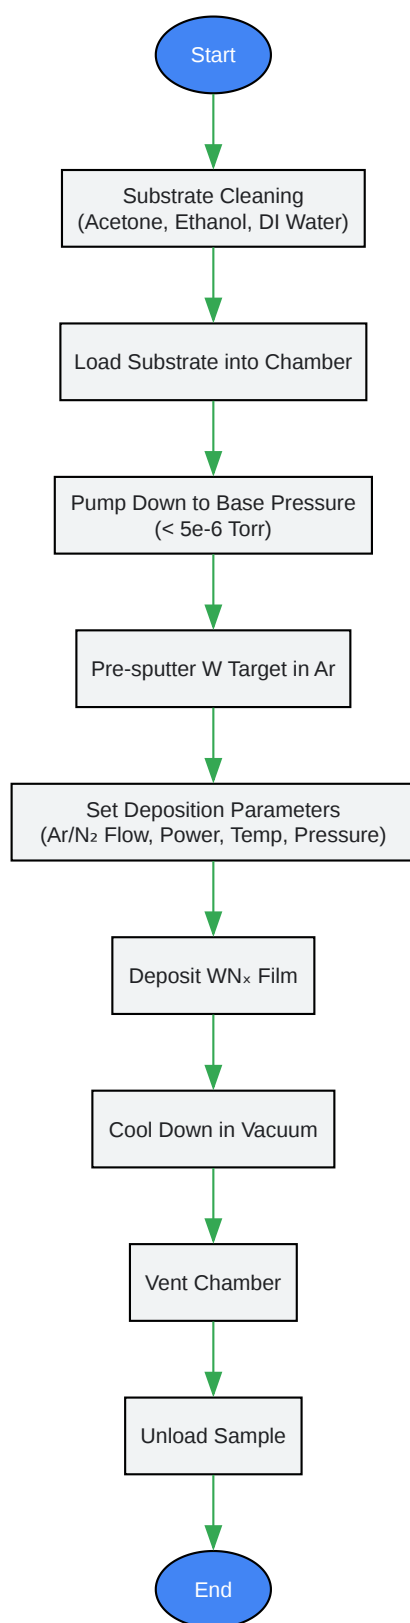 Start
Substrate Cleaning
(Acetone, Ethanol, DI Water)
Load Substrate into Chamber
Pump Down to Base Pressure
(< 5e-6 Torr)
Pre-sputter W Target in Ar
Set Deposition Parameters
(Ar/N₂ Flow, Power, Temp, Pressure)
Deposit WNₓ Film
Cool Down in Vacuum
Vent Chamber
Unload Sample
End